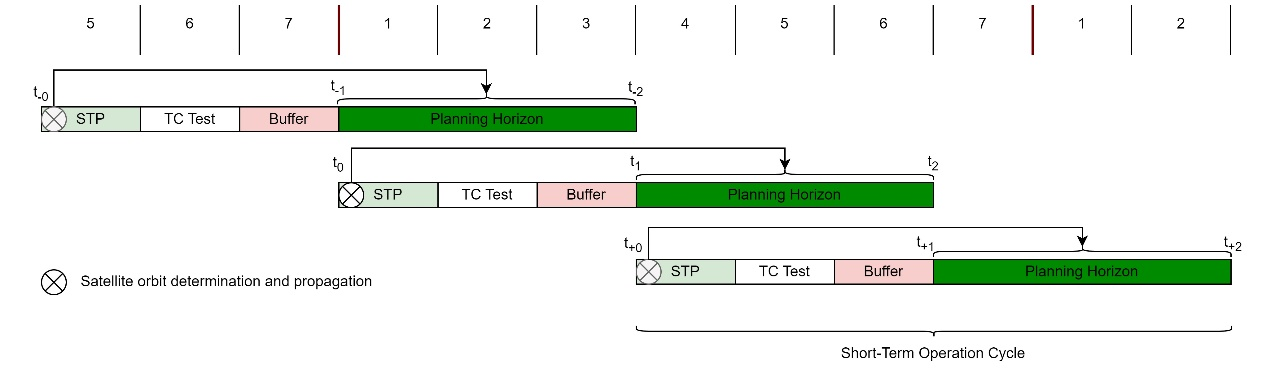 5 6 7 1 2 3 4 5 6 7 1 2
t-0 t-1 t-2
STP TC Test Buffer Planning Horizon
t0 t1 t2
STP TC Test Buffer Planning Horizon
t+0 t+1 t+2
STP TC Test Buffer Planning Horizon
Satellite orbit determination and propagation
Short-Term Operation Cycle